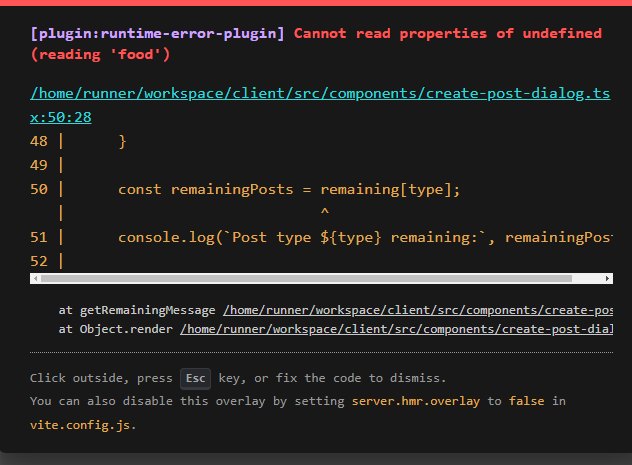 [plugin:runtime-error-plugin] Cannot read properties of undefined
(reading 'food')
/home/runner/workspace/client/src/components/create-post-dialog.ts
x:50:28
48 |      }
49 |
50 |      const remainingPosts = remaining[type];
   |                             ^
51 |      console.log(`Post type ${type} remaining:`, remainingPos
52 |
at getRemainingMessage /home/runner/workspace/client/src/components/create-pos
at Object.render /home/runner/workspace/client/src/components/create-post-dial
Click outside, press Esc key, or fix the code to dismiss.
You can also disable this overlay by setting server.hmr.overlay to false in
vite.config.js.